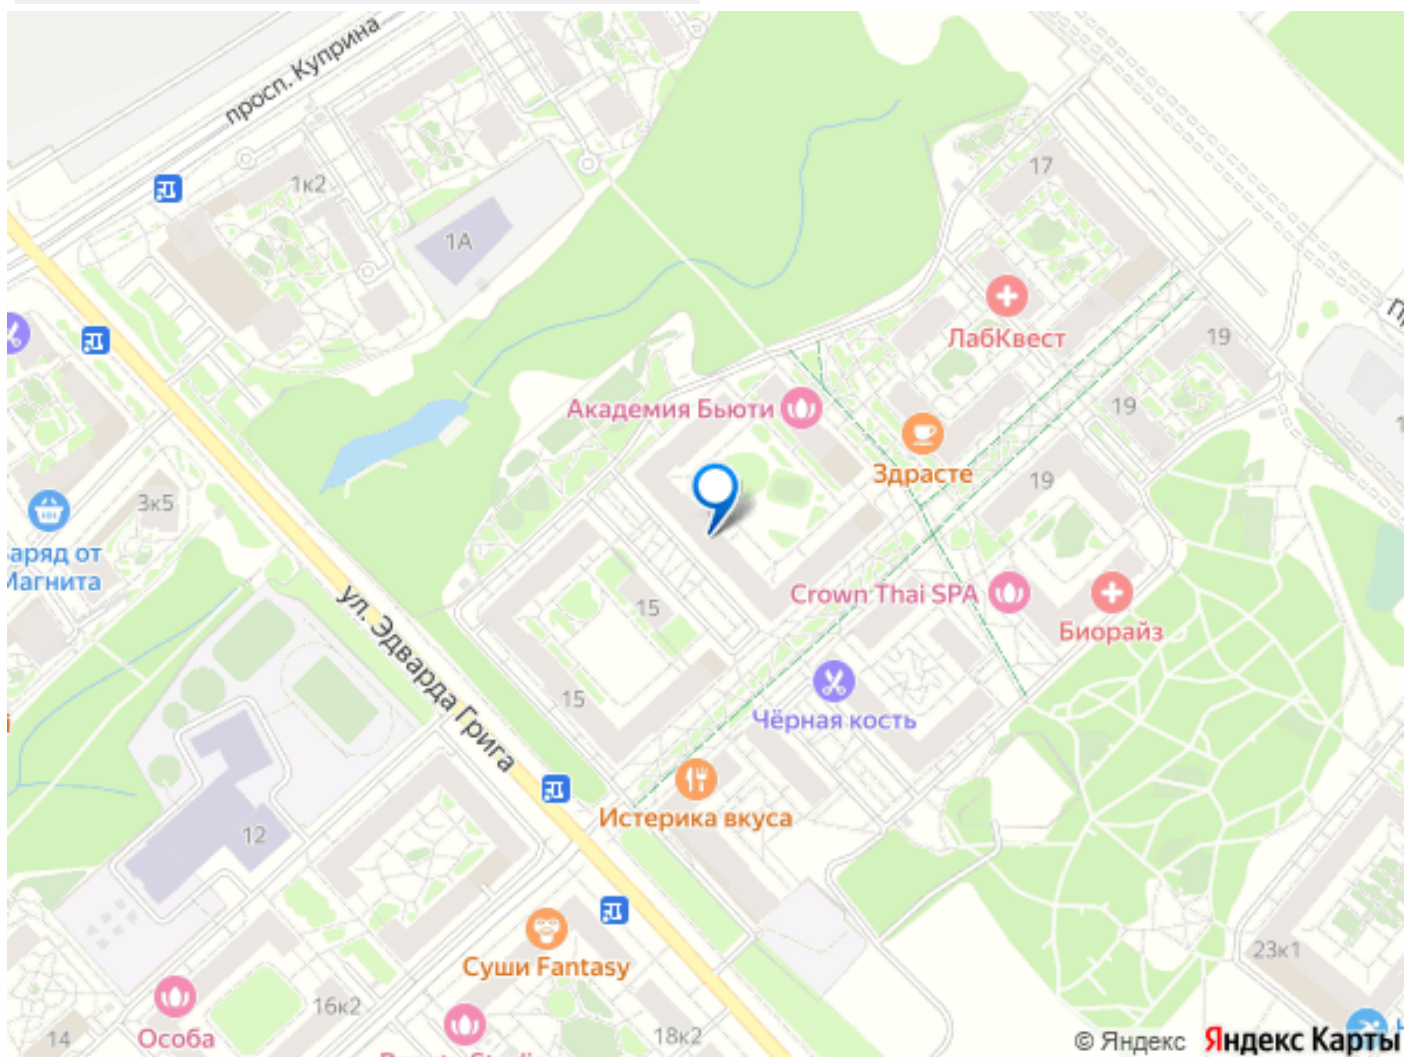 просп. Куприна
1к2
1А
17
ЛабКвест
19
19
Академия Бьюти
Здрасте
19
3к5
Магнита
Crown Thai SPA
Биорайз
ул. Эдварда Грига
15
15
Чёрная кость
Истерика вкуса
12
Суши Fantasy
23к1
16к2
Особа
14
18к2
© Яндекс Яндекс Карты